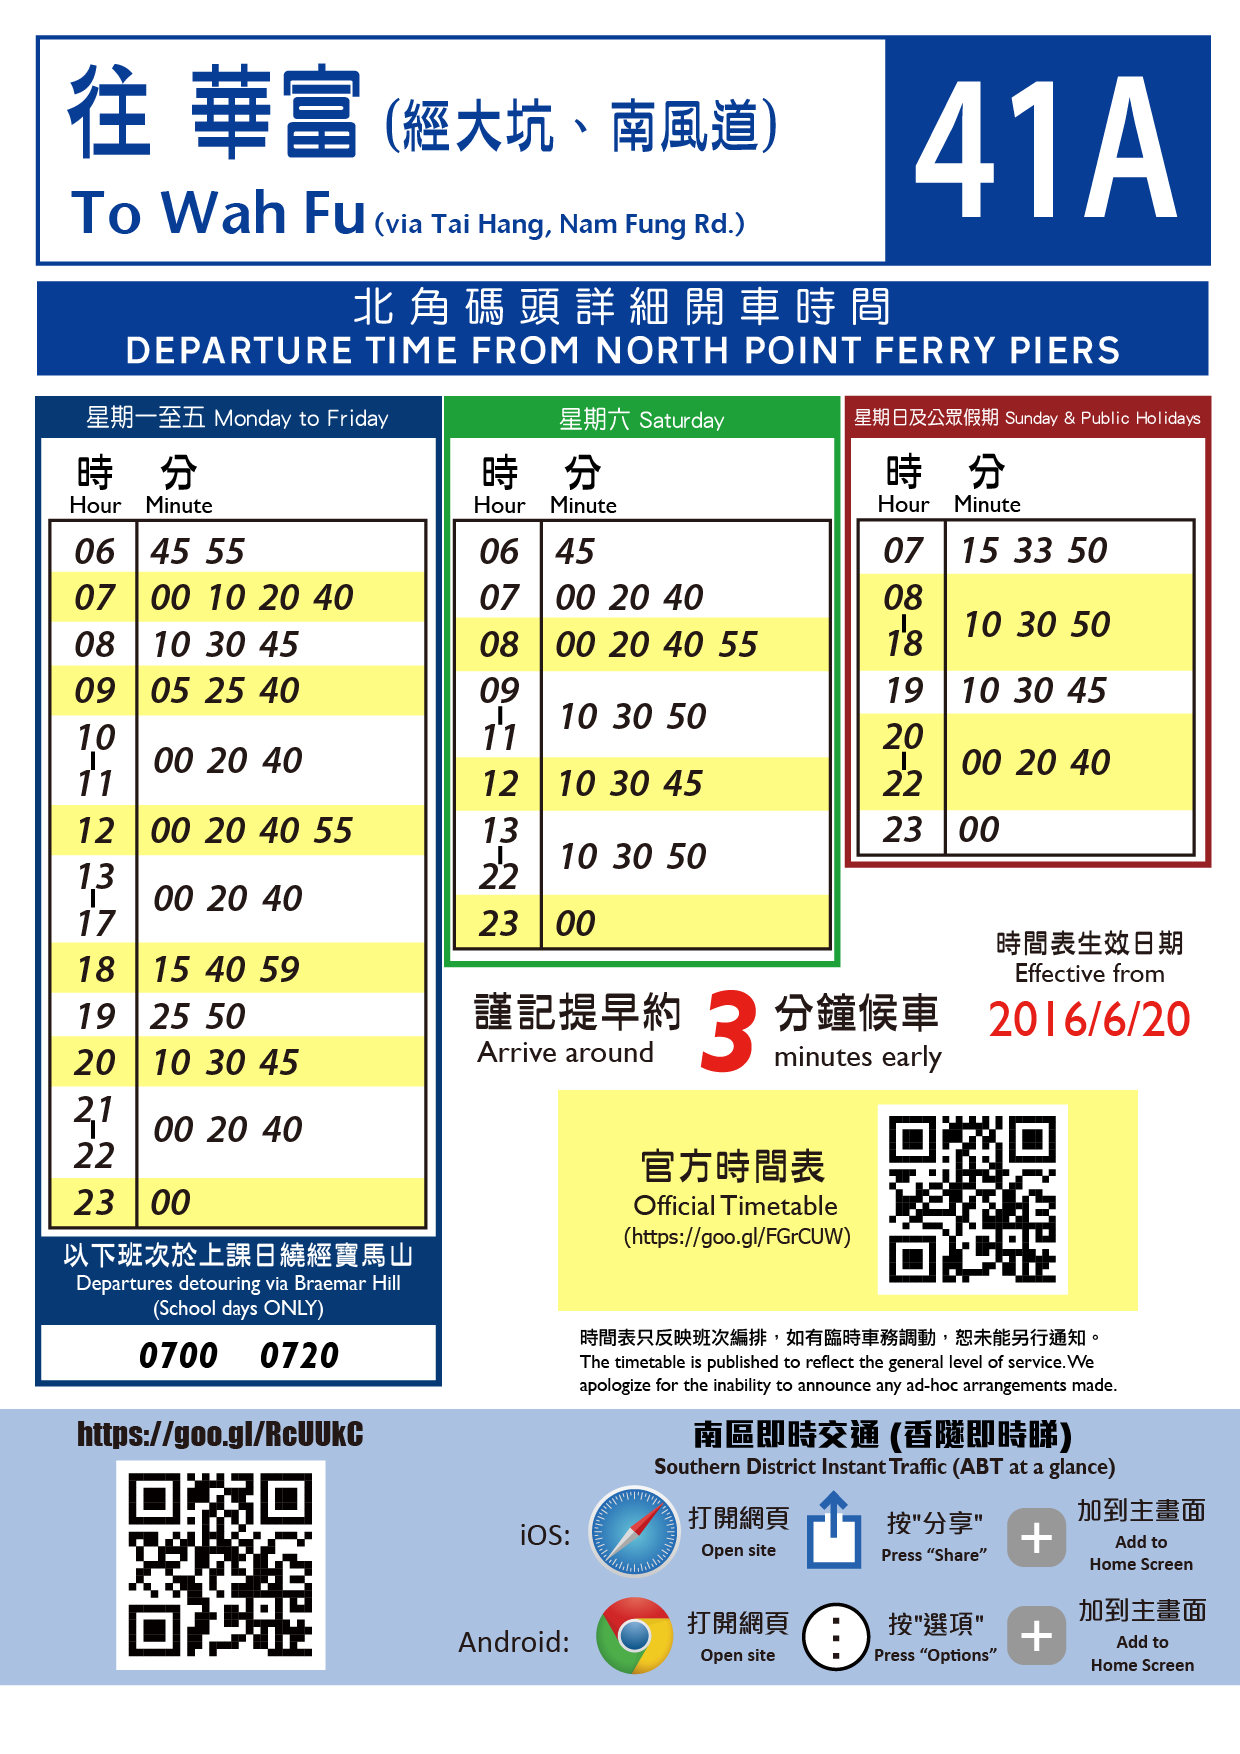 往 華富 (經大坑、南風道)
To Wah Fu (via Tai Hang, Nam Fung Rd.)
41A
北角碼頭詳細開車時間
DEPARTURE TIME FROM NORTH POINT FERRY PIERS
星期一至五 Monday to Friday
時 分
Hour Minute
06 45 55
07 00 10 20 40
08 10 30 45
09 05 25 40
10
|
11
00 20 40
12 00 20 40 55
13
|
17
00 20 40
18 15 40 59
19 25 50
20 10 30 45
21
|
22
00 20 40
23 00
以下班次於上課日繞經寶馬山
Departures detouring via Braemar Hill
(School days ONLY)
0700 0720
星期六 Saturday
時 分
Hour Minute
06 45
07 00 20 40
08 00 20 40 55
09
|
11
10 30 50
12 10 30 45
13
|
22
10 30 50
23 00
星期日及公眾假期 Sunday & Public Holidays
時 分
Hour Minute
07 15 33 50
08
|
18
10 30 50
19 10 30 45
20
|
22
00 20 40
23 00
時間表生效日期
Effective from
2016/6/20
謹記提早約 3 分鐘候車
Arrive around minutes early
官方時間表
Official Timetable
(https://goo.gl/FGrCUW)
時間表只反映班次編排，如有臨時車務調動，恕未能另行通知。
The timetable is published to reflect the general level of service. We
apologize for the inability to announce any ad-hoc arrangements made.
https://goo.gl/RcUUkC
南區即時交通 (香隧即時睇)
Southern District Instant Traffic (ABT at a glance)
iOS:
打開網頁
Open site
按"分享"
Press “Share”
加到主畫面
Add to
Home Screen
Android:
打開網頁
Open site
按"選項"
Press “Options”
加到主畫面
Add to
Home Screen